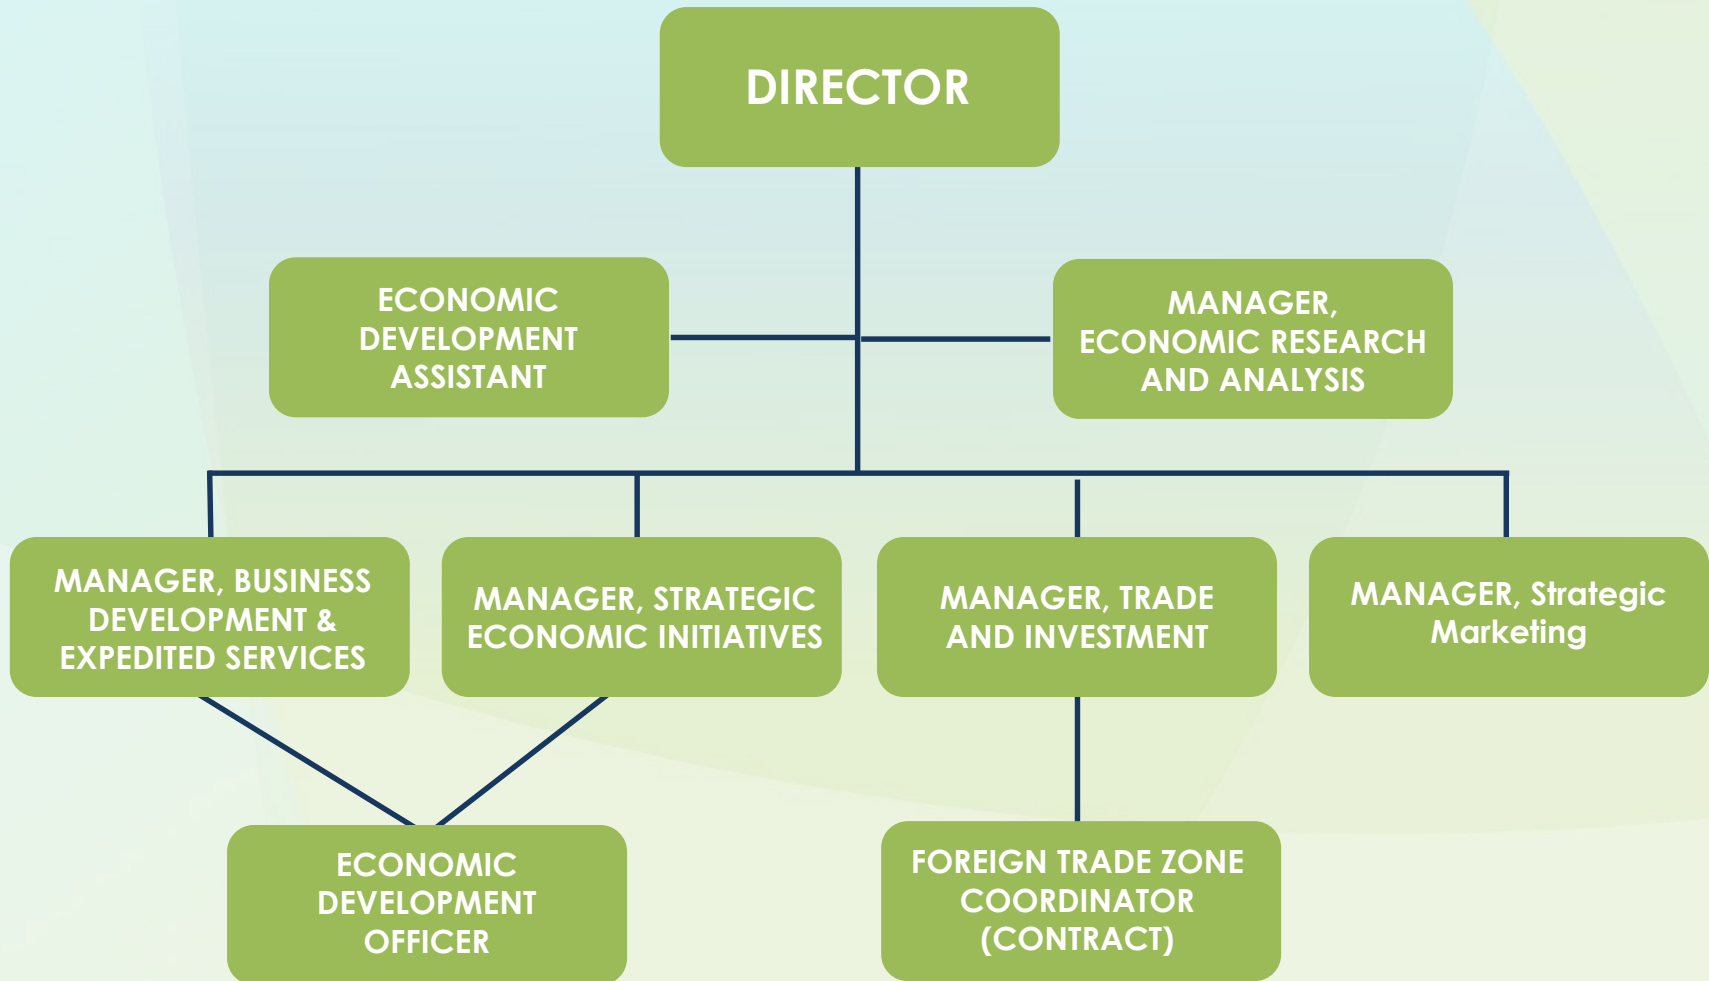 DIRECTOR
ECONOMIC
DEVELOPMENT
ASSISTANT
MANAGER,
ECONOMIC RESEARCH
AND ANALYSIS
MANAGER, BUSINESS
DEVELOPMENT &
EXPEDITED SERVICES
MANAGER, STRATEGIC
ECONOMIC INITIATIVES
MANAGER, TRADE
AND INVESTMENT
MANAGER, Strategic
Marketing
ECONOMIC
DEVELOPMENT
OFFICER
FOREIGN TRADE ZONE
COORDINATOR
(CONTRACT)